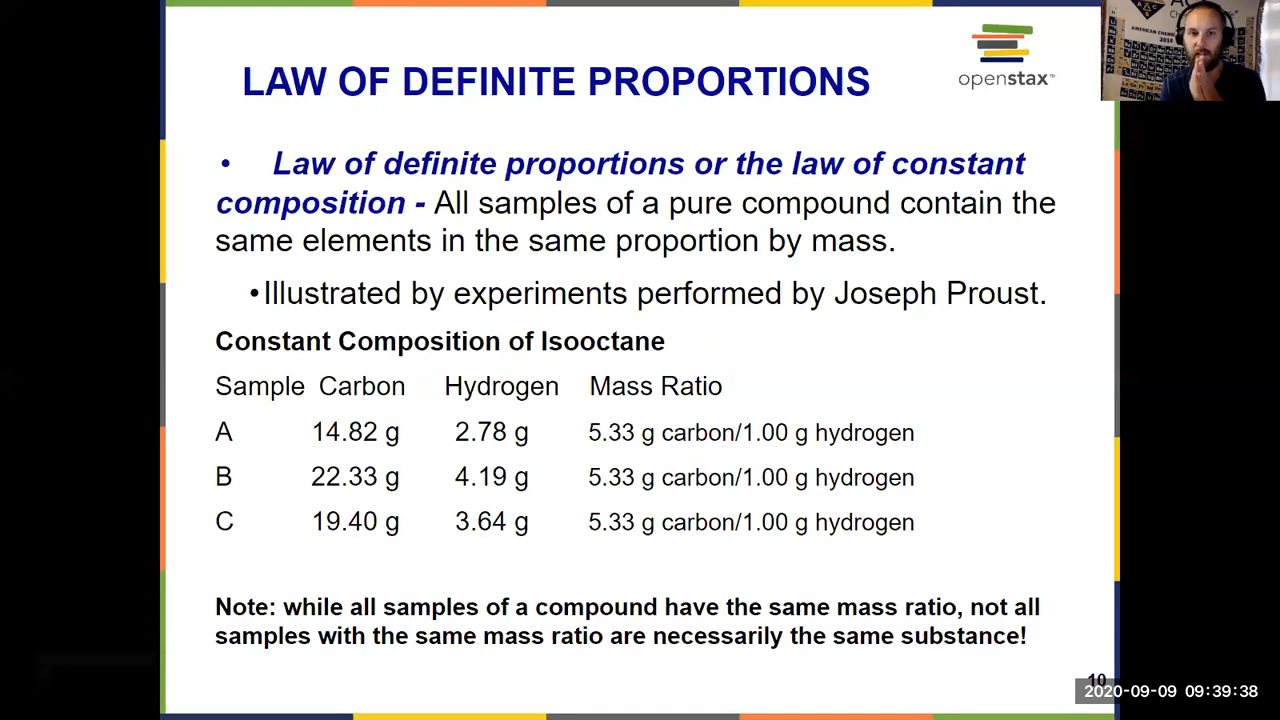 LAW OF DEFINITE PROPORTIONS
openstax™
AMERICAN CHEMIC
2019
• Law of definite proportions or the law of constant
composition - All samples of a pure compound contain the
same elements in the same proportion by mass.
•Illustrated by experiments performed by Joseph Proust.
Constant Composition of Isooctane
Sample Carbon Hydrogen Mass Ratio
A 14.82 g 2.78 g 5.33 g carbon/1.00 g hydrogen
B 22.33 g 4.19 g 5.33 g carbon/1.00 g hydrogen
C 19.40 g 3.64 g 5.33 g carbon/1.00 g hydrogen
Note: while all samples of a compound have the same mass ratio, not all
samples with the same mass ratio are necessarily the same substance!
10
2020-09-09 09:39:38